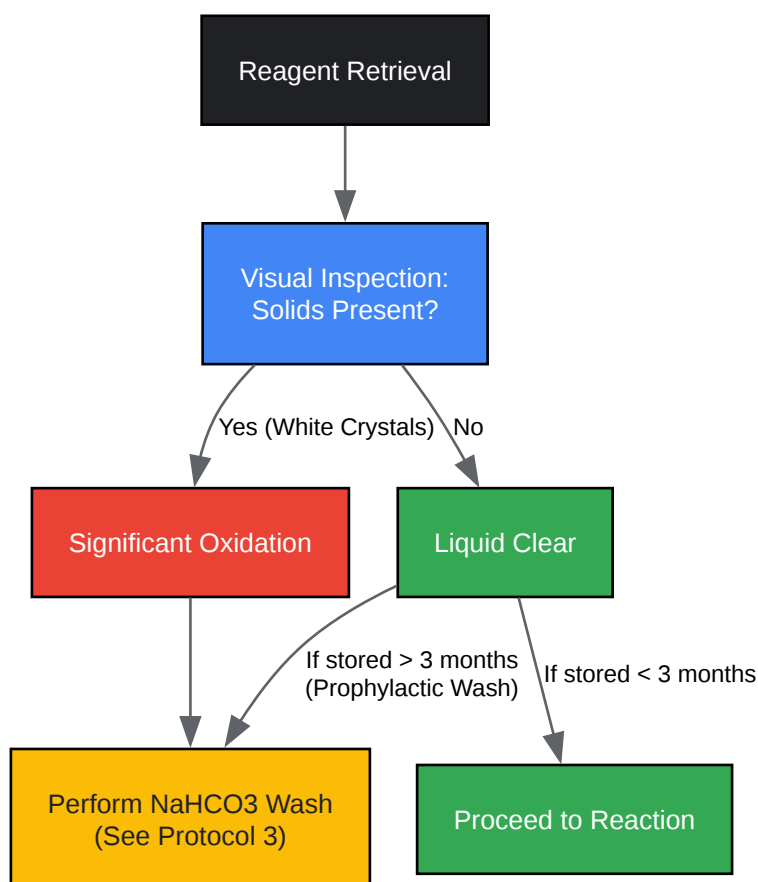 Reagent Retrieval
Visual Inspection:
Solids Present?
Yes (White Crystals)
No
Significant Oxidation
Liquid Clear
If stored > 3 months
(Prophylactic Wash)
If stored < 3 months
Perform NaHCO3 Wash
(See Protocol 3)
Proceed to Reaction